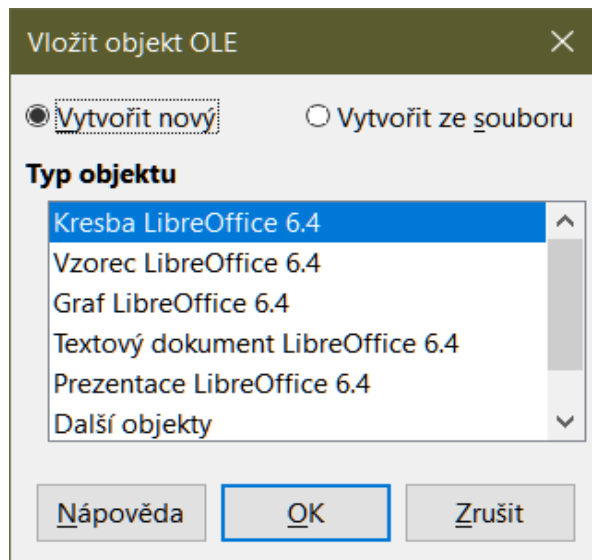 Vložit objekt OLE
Vytvořit nový Vytvořit ze souboru
Typ objektu
Kresba LibreOffice 6.4
Vzorec LibreOffice 6.4
Graf LibreOffice 6.4
Textový dokument LibreOffice 6.4
Prezentace LibreOffice 6.4
Další objekty
Nápověda OK Zrušit